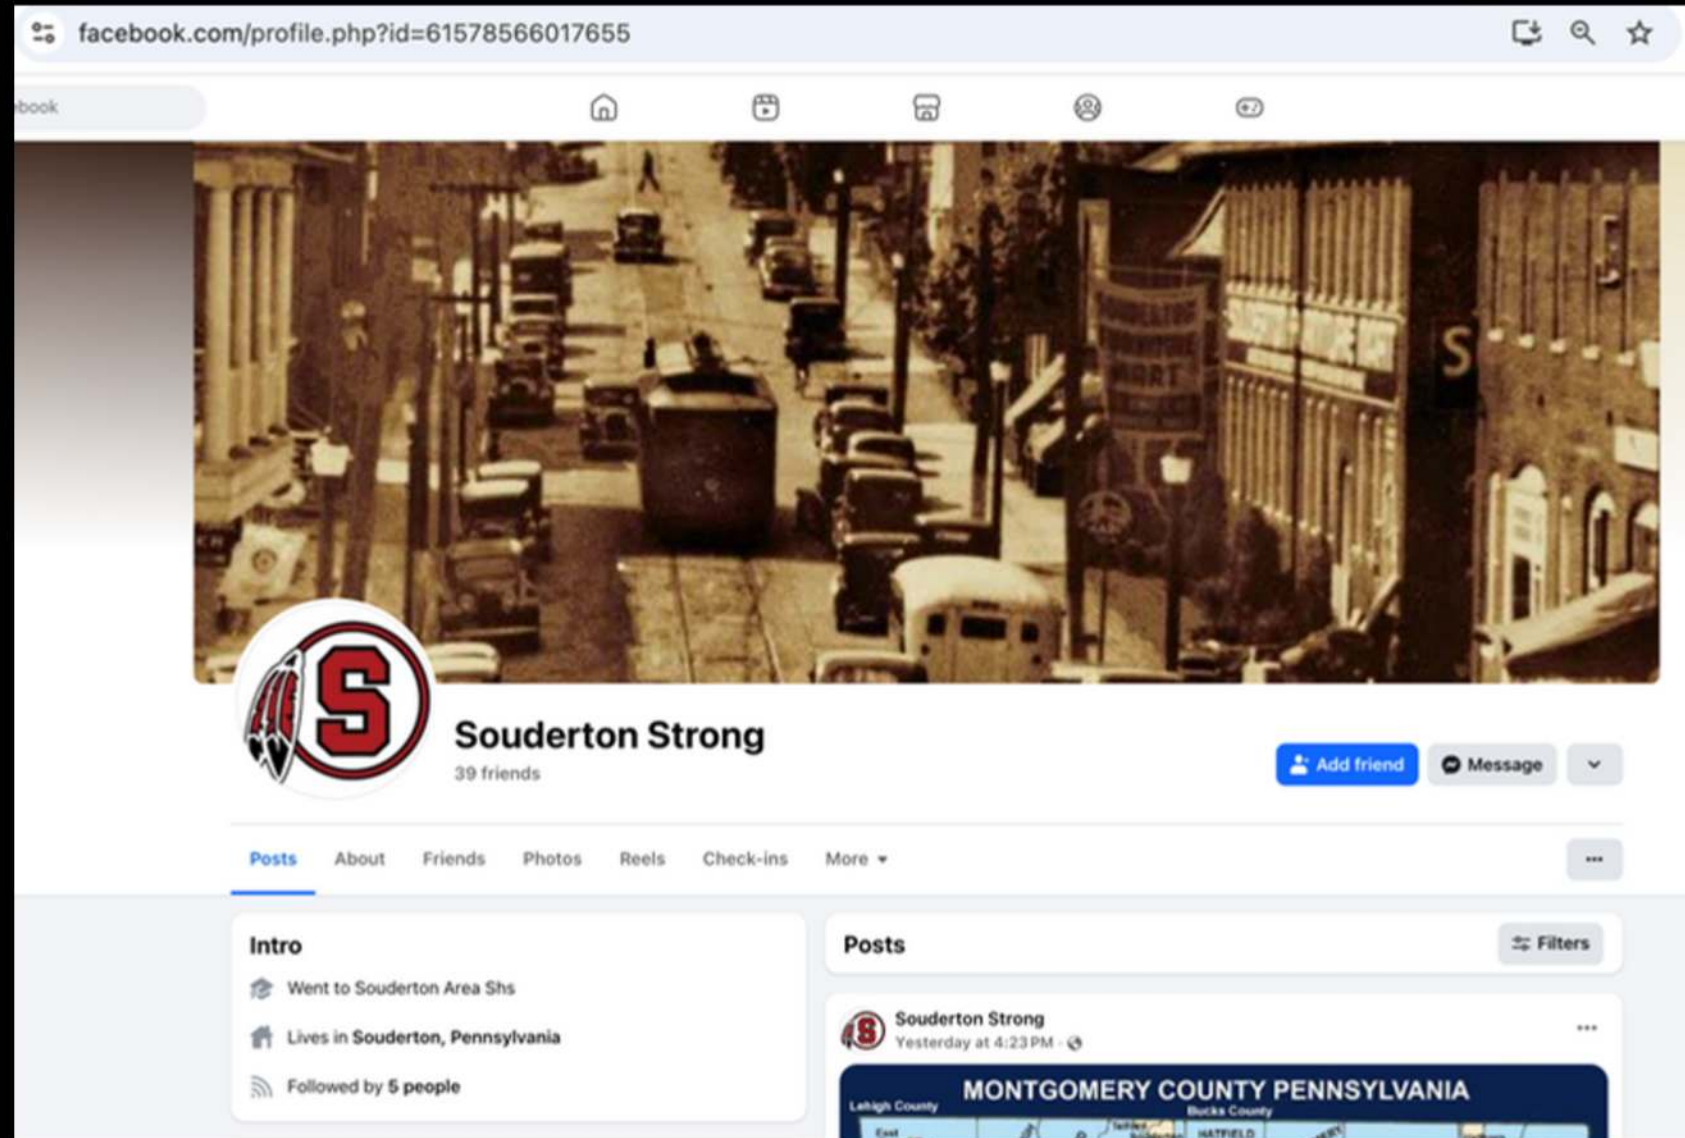 facebook.com/profile.php?id=61578566017655
ebook
S
S
Souderton Strong
39 friends
Add friend
Message
Posts
About
Friends
Photos
Reels
Check-ins
More
Intro
Went to Souderton Area Shs
Lives in Souderton, Pennsylvania
Followed by 5 people
Posts
Filters
S
Souderton Strong
Yesterday at 4:23 PM
MONTGOMERY COUNTY PENNSYLVANIA
Lehigh County
Bucks County
East
HATFIELD